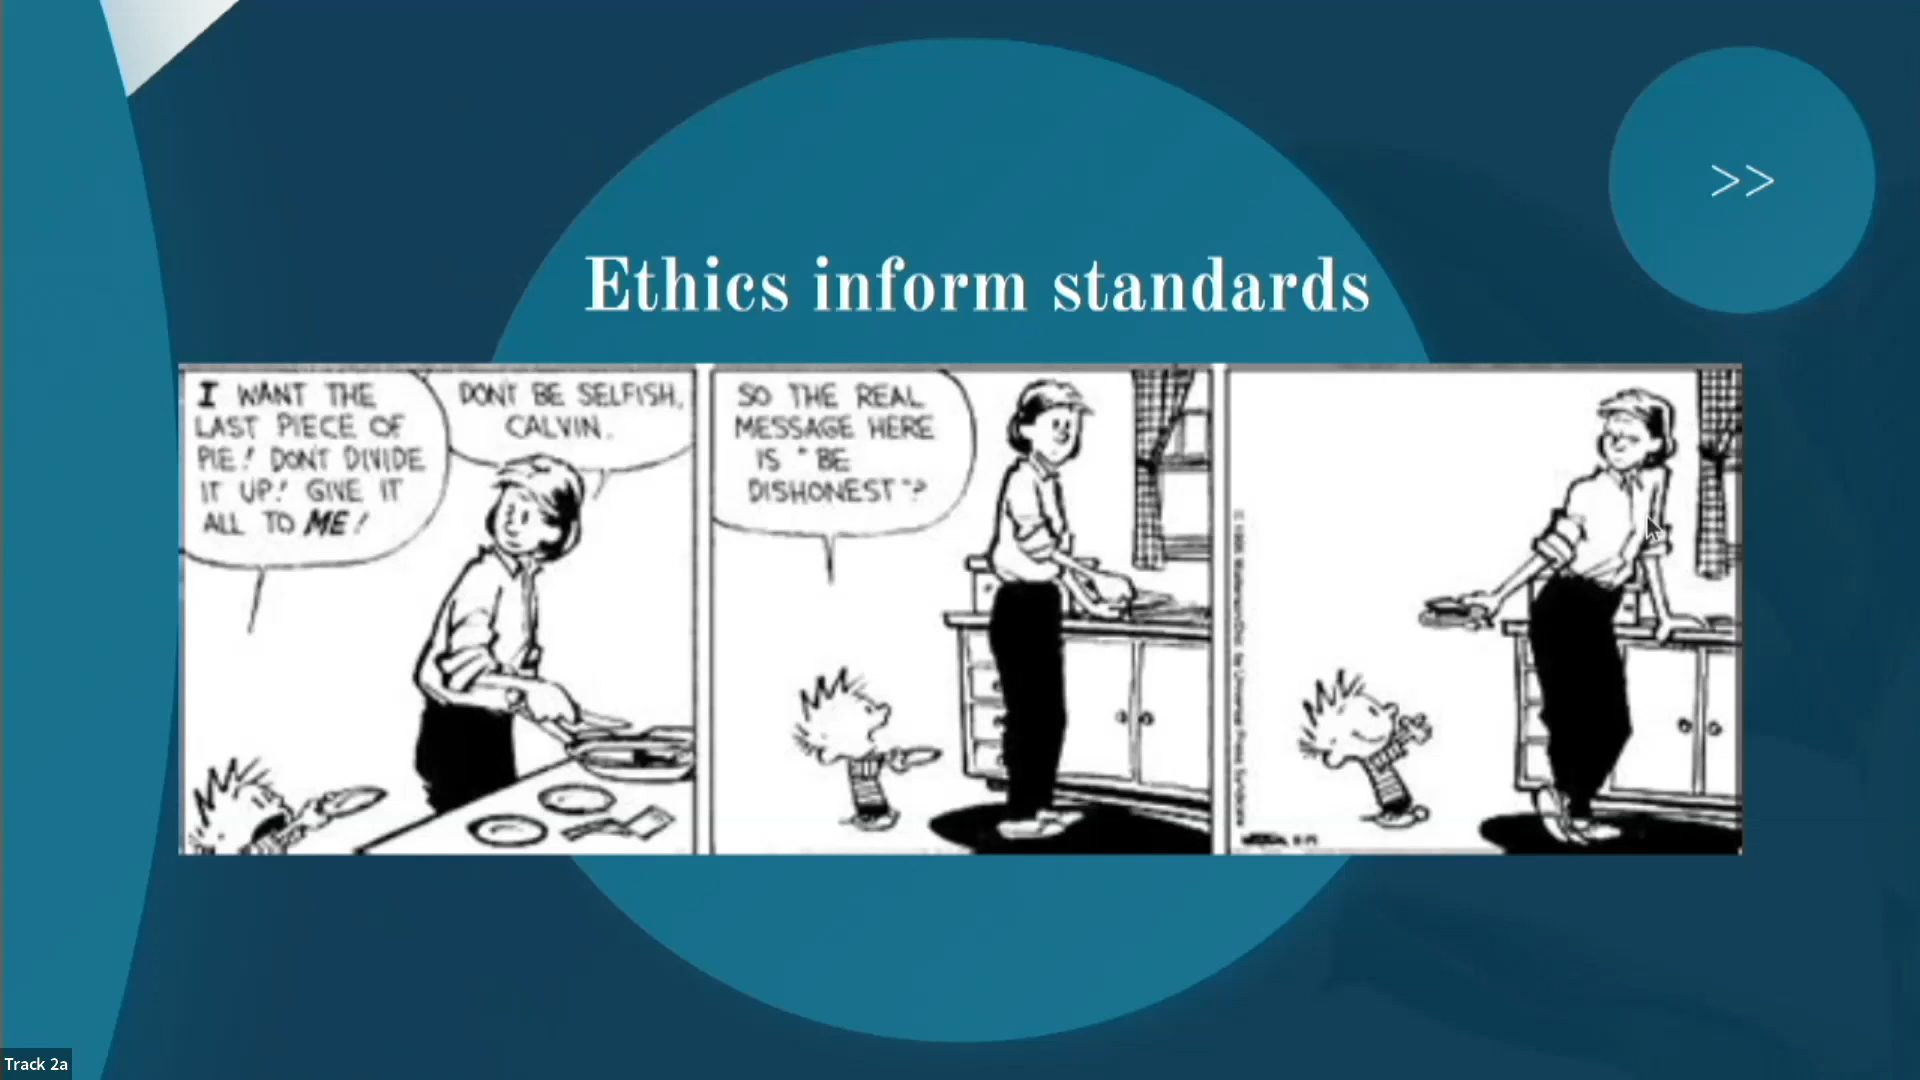 >>
Ethics inform standards
I WANT THE
LAST PIECE OF
PIE! DON'T DIVIDE
IT UP! GIVE IT
ALL TO ME!
DON'T BE SELFISH,
CALVIN.
SO THE REAL
MESSAGE HERE
IS "BE
DISHONEST"?
Track 2a